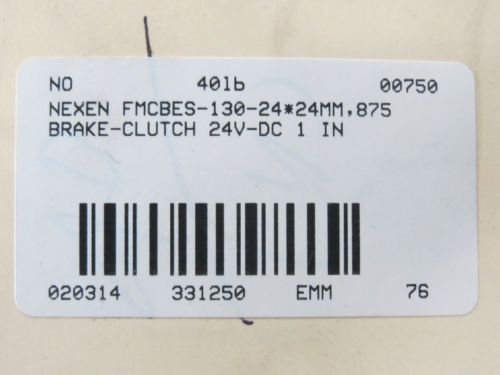 NO 401b 00750
NEXEN FMCBES-130-24*24MM,875
BRAKE-CLUTCH 24V-DC 1 IN
020314 331250 EMM 76